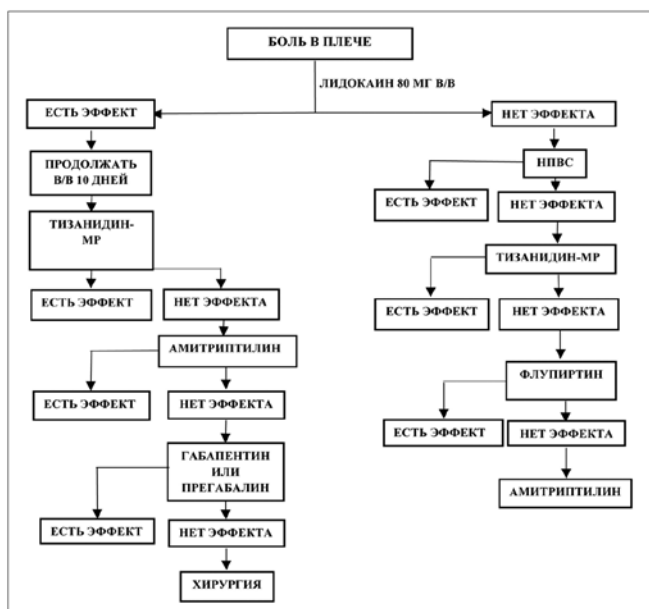 БОЛЬ В ПЛЕЧЕ
ЛИДОКАИН 80 МГ В/В
ЕСТЬ ЭФФЕКТ
ПРОДОЛЖАТЬ
В/В 10 ДНЕЙ
ТИЗАНИДИН-
МР
ЕСТЬ ЭФФЕКТ
НЕТ ЭФФЕКТА
АМИТРИПТИЛИН
ЕСТЬ ЭФФЕКТ
НЕТ ЭФФЕКТА
ГАБАПЕНТИН
ИЛИ
ПРЕГАБАЛИН
ЕСТЬ ЭФФЕКТ
НЕТ ЭФФЕКТА
ХИРУРГИЯ
НЕТ ЭФФЕКТА
НПВС
ЕСТЬ ЭФФЕКТ
НЕТ ЭФФЕКТА
ТИЗАНИДИН-МР
ЕСТЬ ЭФФЕКТ
НЕТ ЭФФЕКТА
ФЛУПИРТИН
ЕСТЬ ЭФФЕКТ
НЕТ ЭФФЕКТА
АМИТРИПТИЛИН